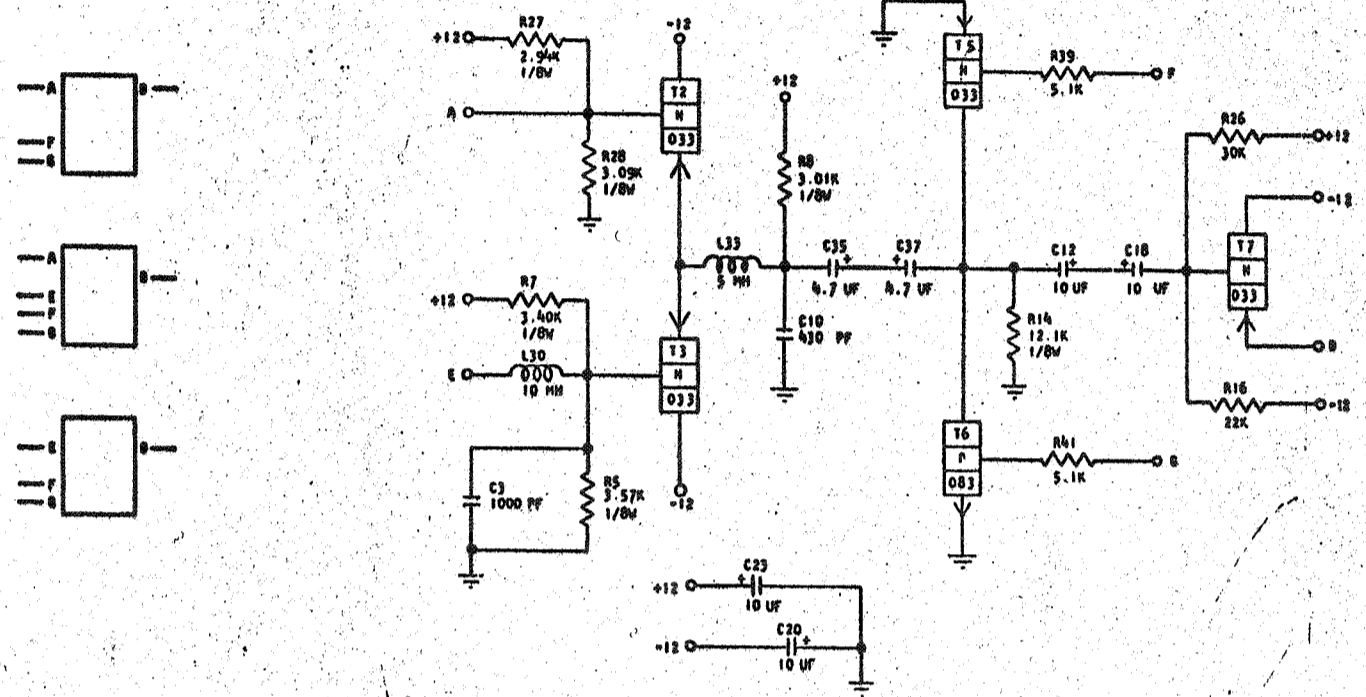 A
D
F
G
A
D
E
F
G
E
D
F
G
+12
R27
2.94K
1/8W
A
R28
3.09K
1/8W
-12
T2
N
033
+12
R8
3.01K
1/8W
L33
5 MH
C10
430 PF
C35
+
4.7 UF
C37
+
4.7 UF
+12
R7
3.40K
1/8W
E
L30
10 MH
T3
N
033
-12
C3
1000 PF
R5
3.57K
1/8W
T5
N
033
R39
5.1K
F
C12
+
10 UF
C18
+
10 UF
R14
12.1K
1/8W
R26
30K
+12
-12
T7
N
033
D
R16
22K
-12
T6
P
083
R41
5.1K
G
+12
C23
+
10 UF
-12
C20
+
10 UF